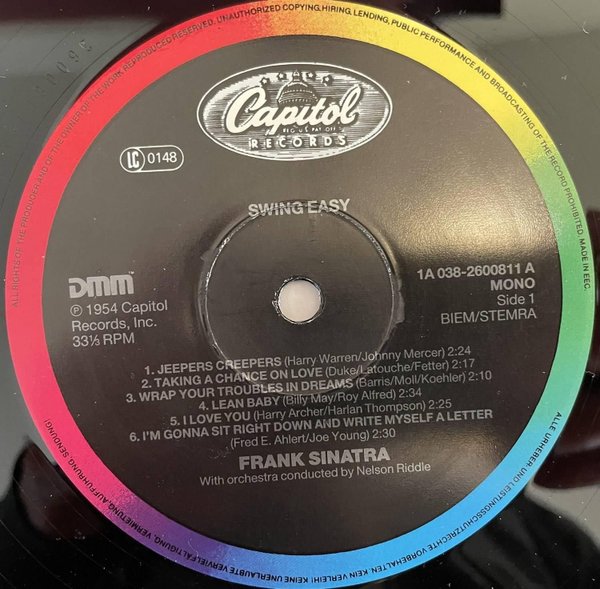 ALL RIGHTS OF THE PRODUCER AND OF THE OWNER OF THE WORK REPRODUCED RESERVED. UNAUTHORIZED COPYING, HIRING, LENDING, PUBLIC PERFORMANCE AND BROADCASTING OF THE RECORD PROHIBITED. MADE IN EEC.
Capitol
RECORDS
LC 0148
SWING EASY
DMM™
1A 038-2600811 A
MONO
Side 1
BIEM/STEMRA
℗ 1954 Capitol
Records, Inc.
33⅓ RPM
1. JEEPERS CREEPERS (Harry Warren/Johnny Mercer) 2:24
2. TAKING A CHANCE ON LOVE (Duke/Latouche/Fetter) 2:17
3. WRAP YOUR TROUBLES IN DREAMS (Barris/Moll/Koehler) 2:10
4. LEAN BABY (Billy May/Roy Alfred) 2:34
5. I LOVE YOU (Harry Archer/Harlan Thompson) 2:25
6. I'M GONNA SIT RIGHT DOWN AND WRITE MYSELF A LETTER
(Fred E. Ahlert/Joe Young) 2:30
FRANK SINATRA
With orchestra conducted by Nelson Riddle
ALLE URHEBER- UND LEISTUNGSSCHUTZRECHTE VORBEHALTEN. KEIN VERLEIH! KEINE UNERLAUBTE VERVIELFÄLTIGUNG, VERMIETUNG, AUFFÜHRUNG, SENDUNG!